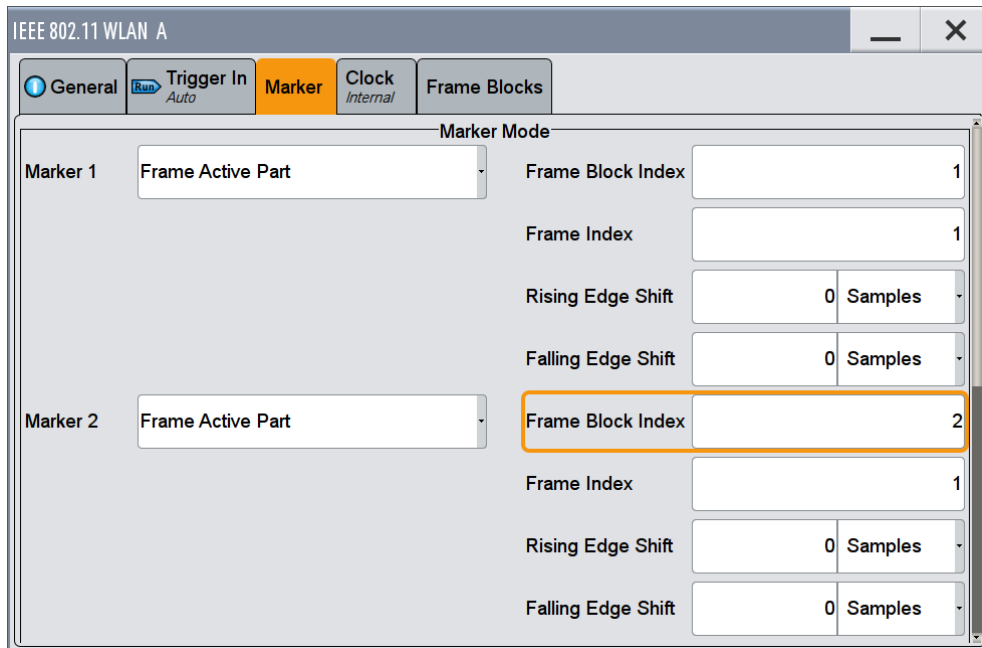 IEEE 802.11 WLAN A
General Run Trigger In Auto Marker Clock Internal Frame Blocks
Marker Mode
Marker 1 Frame Active Part Frame Block Index 1
Frame Index 1
Rising Edge Shift 0 Samples
Falling Edge Shift 0 Samples
Marker 2 Frame Active Part Frame Block Index 2
Frame Index 1
Rising Edge Shift 0 Samples
Falling Edge Shift 0 Samples